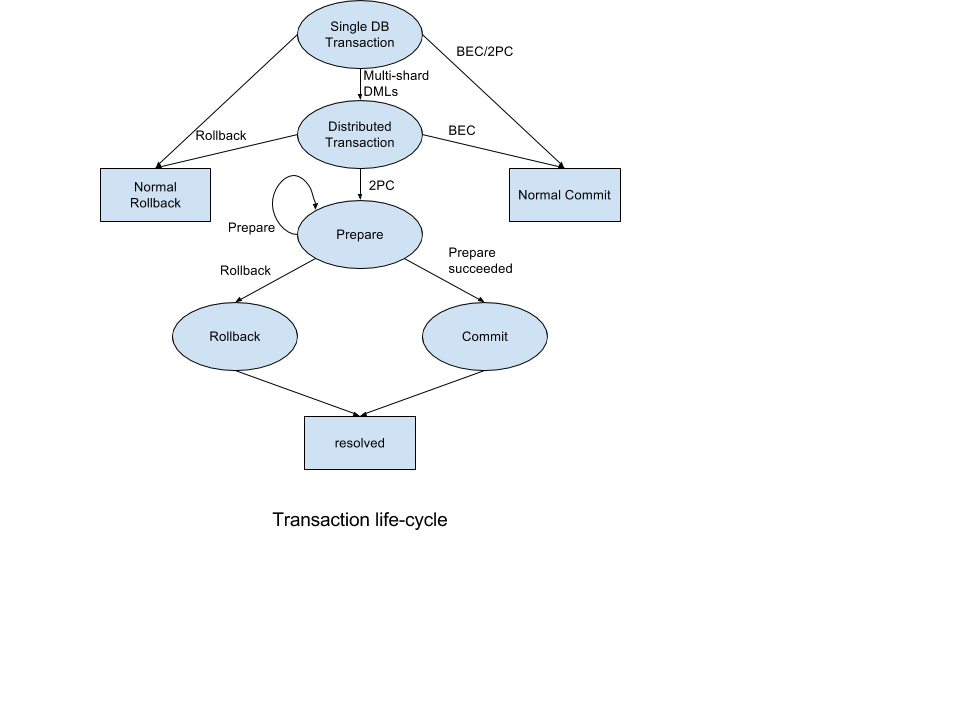 Single DB
Transaction
BEC/2PC
Multi-shard
DMLs
Distributed
Transaction
Rollback
BEC
Normal
Rollback
2PC
Normal Commit
Prepare
Prepare
Rollback
Prepare
succeeded
Rollback
Commit
resolved
Transaction life-cycle